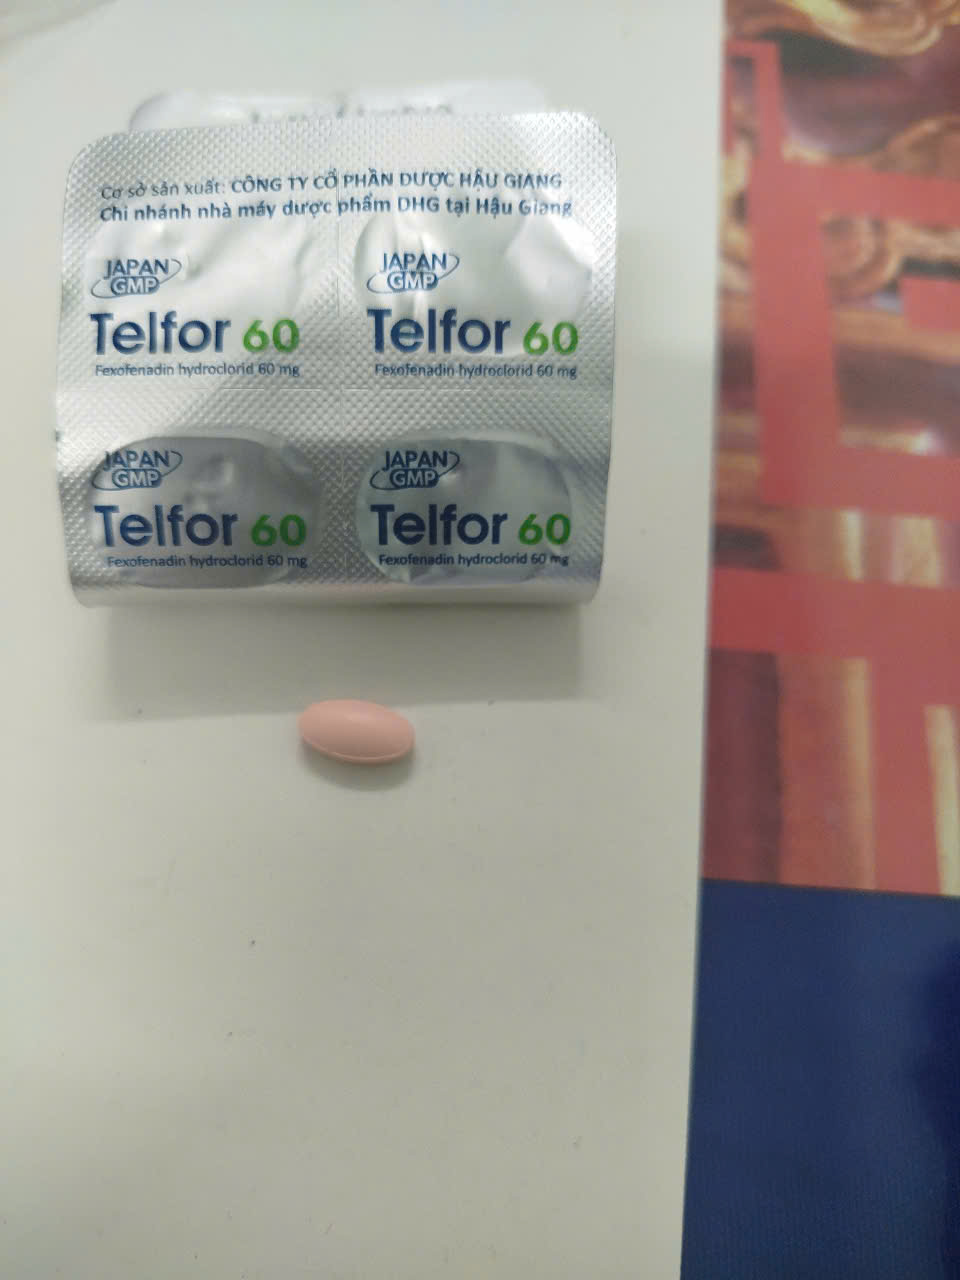 Cơ sở sản xuất: CÔNG TY CỔ PHẦN DƯỢC HẬU GIANG
Chi nhánh nhà máy dược phẩm DHG tại Hậu Giang
JAPAN GMP
Telfor 60
Fexofenadin hydroclorid 60 mg
JAPAN GMP
Telfor 60
Fexofenadin hydroclorid 60 mg
JAPAN GMP
Telfor 60
Fexofenadin hydroclorid 60 mg
JAPAN GMP
Telfor 60
Fexofenadin hydroclorid 60 mg